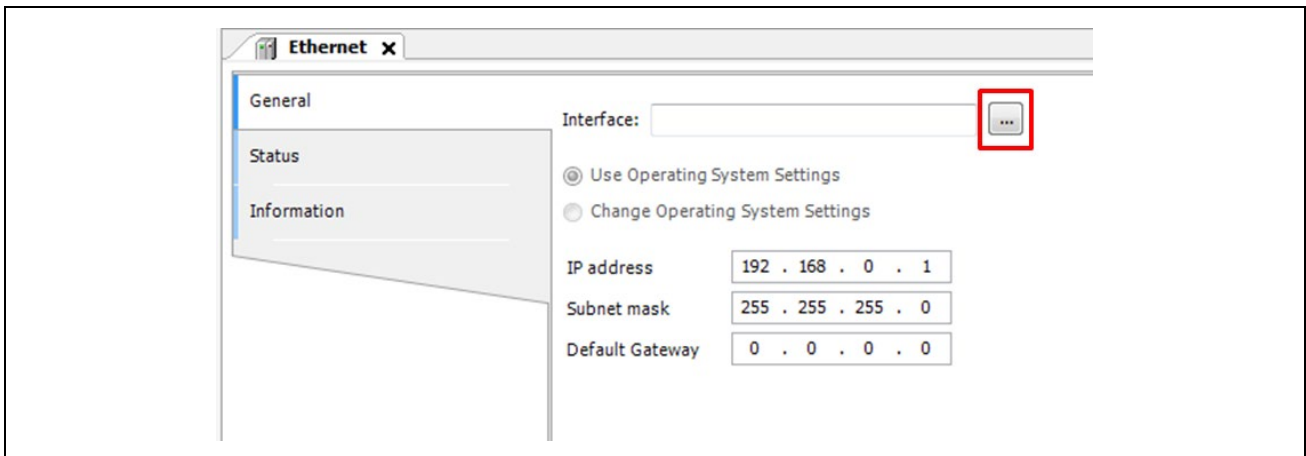 Ethernet
General
Interface:
...
Status
Use Operating System Settings
Information
Change Operating System Settings
IP address 192 . 168 . 0 . 1
Subnet mask 255 . 255 . 255 . 0
Default Gateway 0 . 0 . 0 . 0